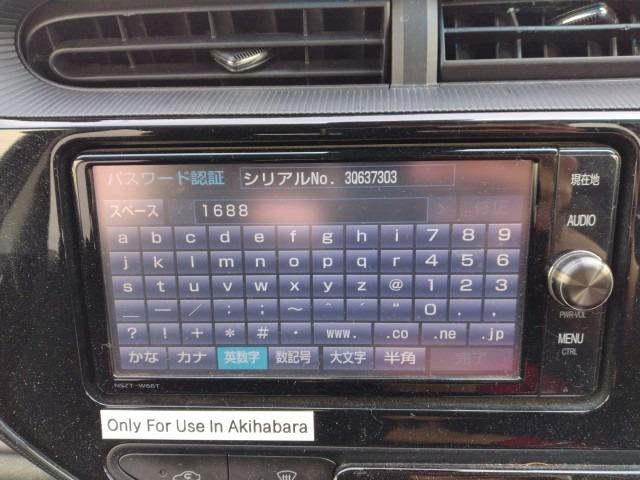 パスワード認証 シリアルNo. 3Q637303
スペース < 1688 > 修正
a b c d e f g h i 7 8 9
j k l m n o p q r 4 5 6
s t u v w x y z @ 1 2 3
_ — / : ; ～ ´ ' " 0 . ,
? ! + * # ・ www. .co .ne .jp
かな カナ 英数字 数記号 大文字 半角 完了
現在地
AUDIO
PWR·VOL
MENU
CTRL
NSZT-W66T
Only For Use In Akihabara